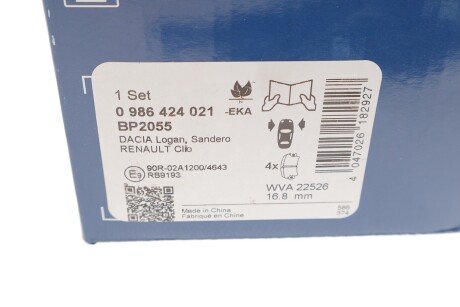 1 Set
0 986 424 021 -EKA
BP2055
DACIA Logan, Sandero
RENAULT Clio
E9 90R-02A1200/4643
RB9193
4x
WVA 22526
16.8 mm
Made in China
Fabriqué en Chine
4 047026 182927